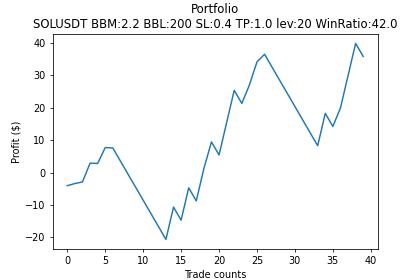 Portfolio
SOLUSDT BBM:2.2 BBL:200 SL:0.4 TP:1.0 lev:20 WinRatio:42.0
40
30
20
10
0
−10
−20
Profit ($)
0 5 10 15 20 25 30 35 40
Trade counts